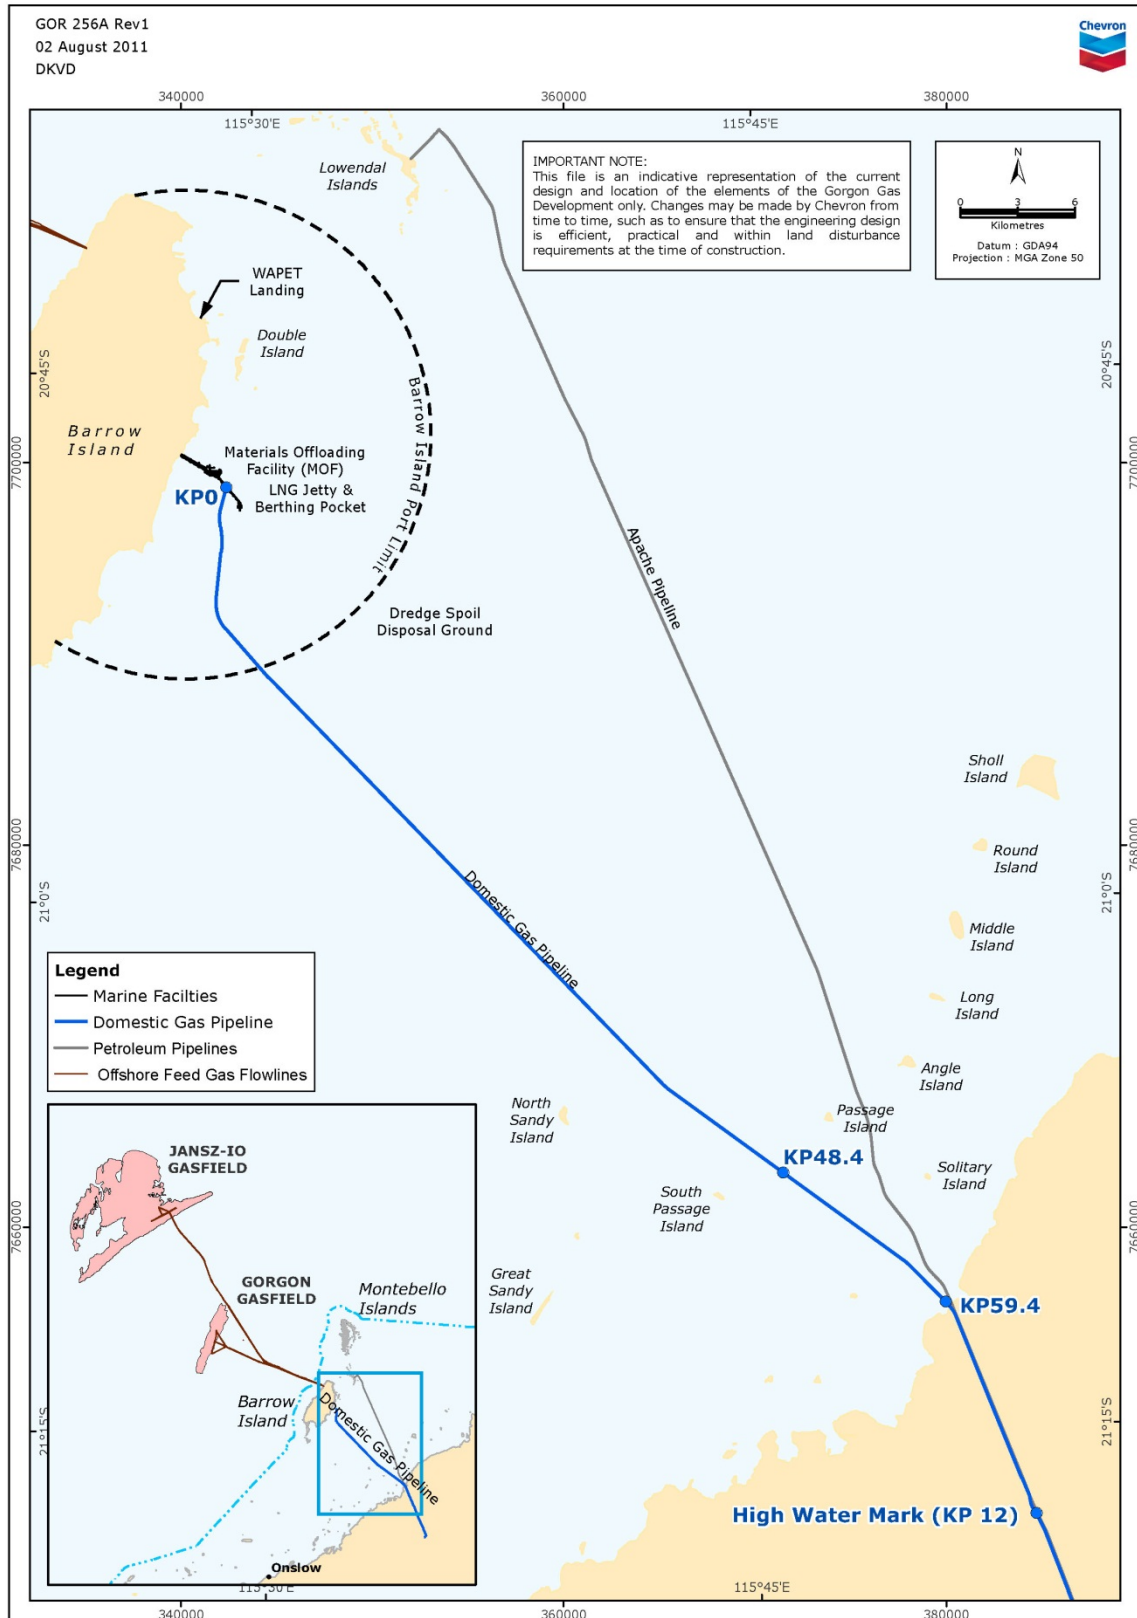 GOR 256A Rev1
02 August 2011
DKVD
Chevron
340000
360000
380000
115°30'E
115°45'E
Lowendal
Islands
IMPORTANT NOTE:
This file is an indicative representation of the current
design and location of the elements of the Gorgon Gas
Development only. Changes may be made by Chevron from
time to time, such as to ensure that the engineering design
is efficient, practical and within land disturbance
requirements at the time of construction.
N
0 3 6
Kilometres
Datum : GDA94
Projection : MGA Zone 50
WAPET
Landing
Double
Island
20°45'S
20°45'S
Barrow
Island
Barrow Island Port Limit
Materials Offloading
Facility (MOF)
7700000
7700000
KP0
LNG Jetty &
Berthing Pocket
Apache Pipeline
Dredge Spoil
Disposal Ground
Sholl
Island
7680000
7680000
Round
Island
Domestic Gas Pipeline
21°0'S
21°0'S
Middle
Island
Long
Island
Legend
Marine Facilties
Domestic Gas Pipeline
Petroleum Pipelines
Offshore Feed Gas Flowlines
Angle
Island
North
Sandy
Island
Passage
Island
KP48.4
Solitary
Island
South
Passage
Island
7660000
7660000
Great
Sandy
Island
KP59.4
JANSZ-IO
GASFIELD
GORGON
GASFIELD
Montebello
Islands
Barrow
Island
Domestic Gas Pipeline
Onslow
21°15'S
21°15'S
High Water Mark (KP 12)
115°30'E
115°45'E
340000
360000
380000